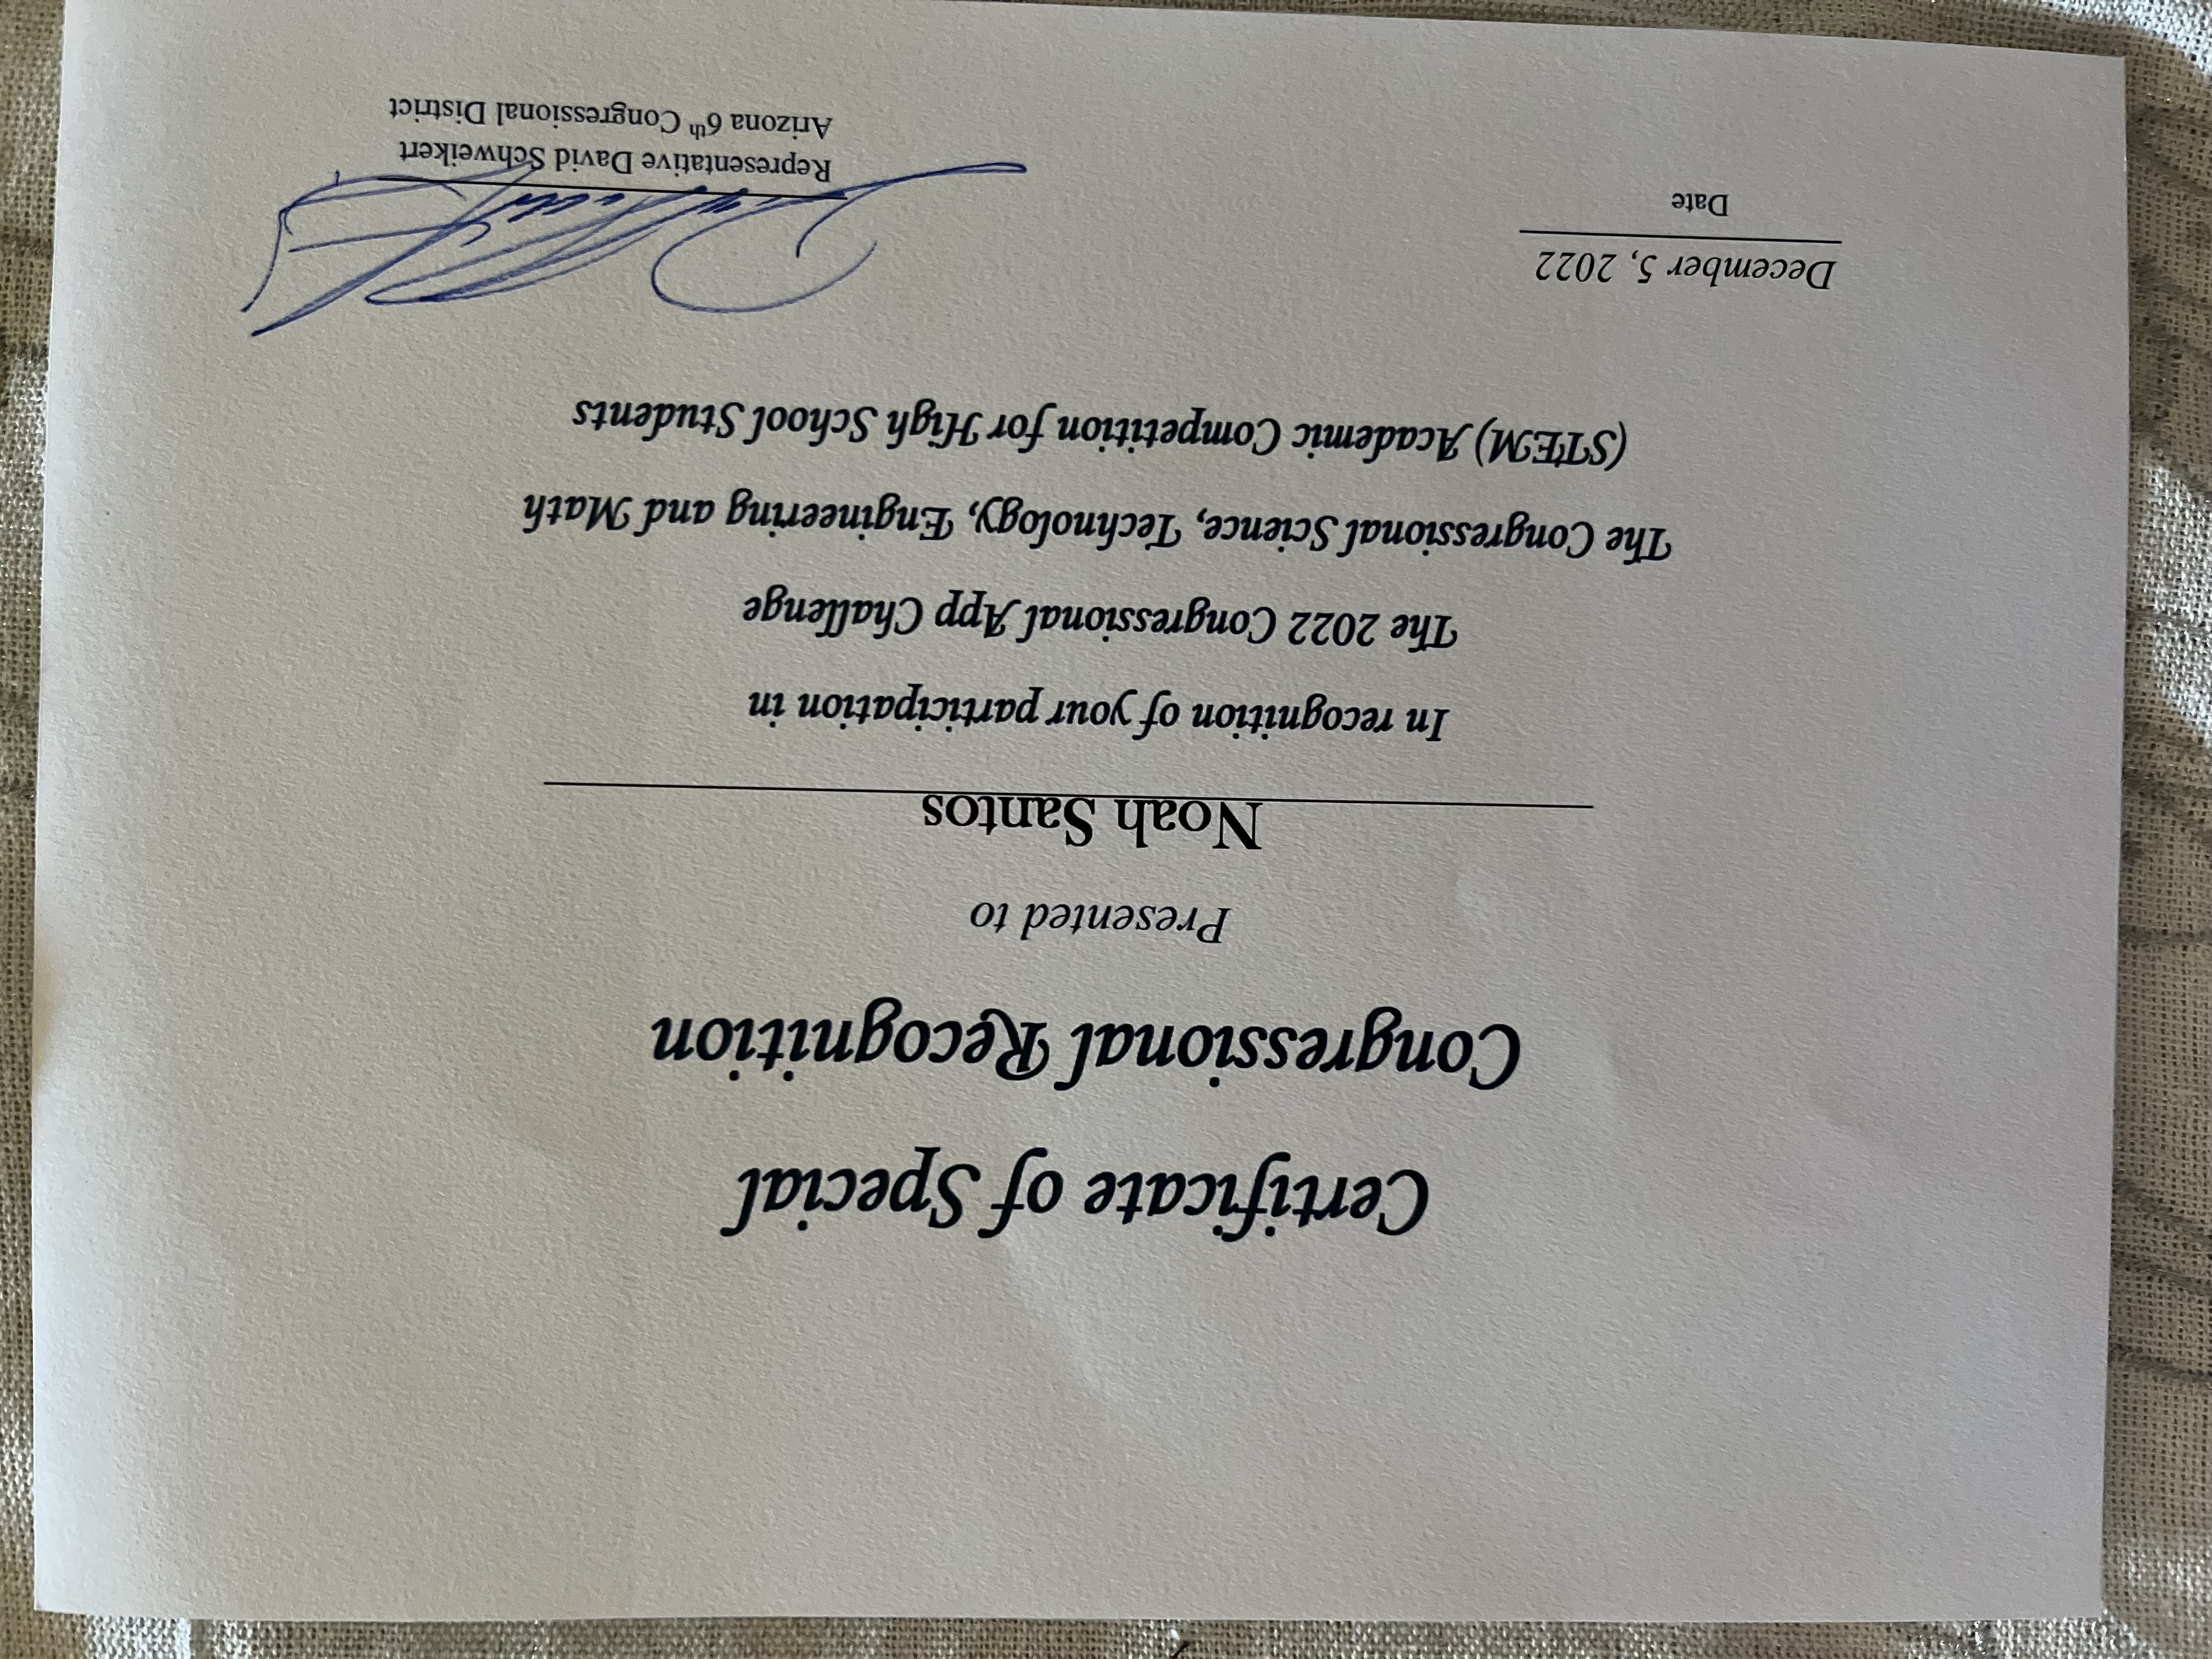 Certificate of Special
Congressional Recognition
Presented to
Noah Santos
In recognition of your participation in
The 2022 Congressional App Challenge
The Congressional Science, Technology, Engineering and Math
(STEM) Academic Competition for High School Students
December 5, 2022
Date
Representative David Schweikert
Arizona 6th Congressional District